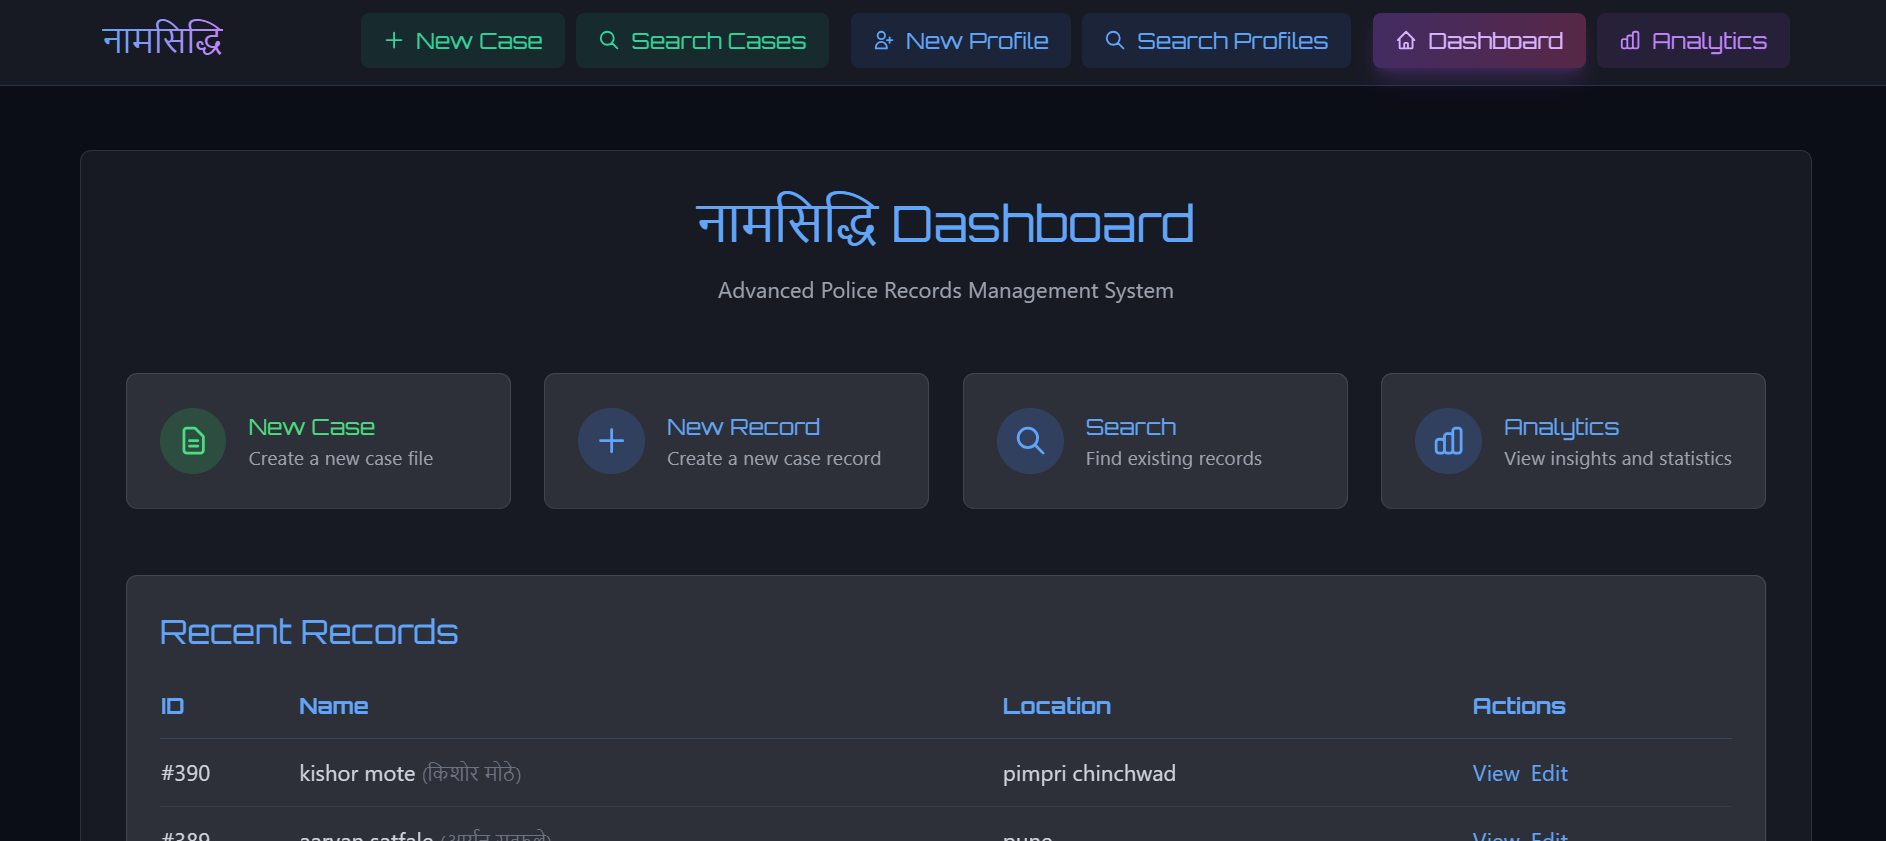 नामसिद्धि
New Case
Search Cases
New Profile
Search Profiles
Dashboard
Analytics
नामसिद्धि Dashboard
Advanced Police Records Management System
New Case
Create a new case file
New Record
Create a new case record
Search
Find existing records
Analytics
View insights and statistics
Recent Records
ID Name Location Actions
#390 kishor mote (किशोर मोठे) pimpri chinchwad View Edit
#389 pune View Edit